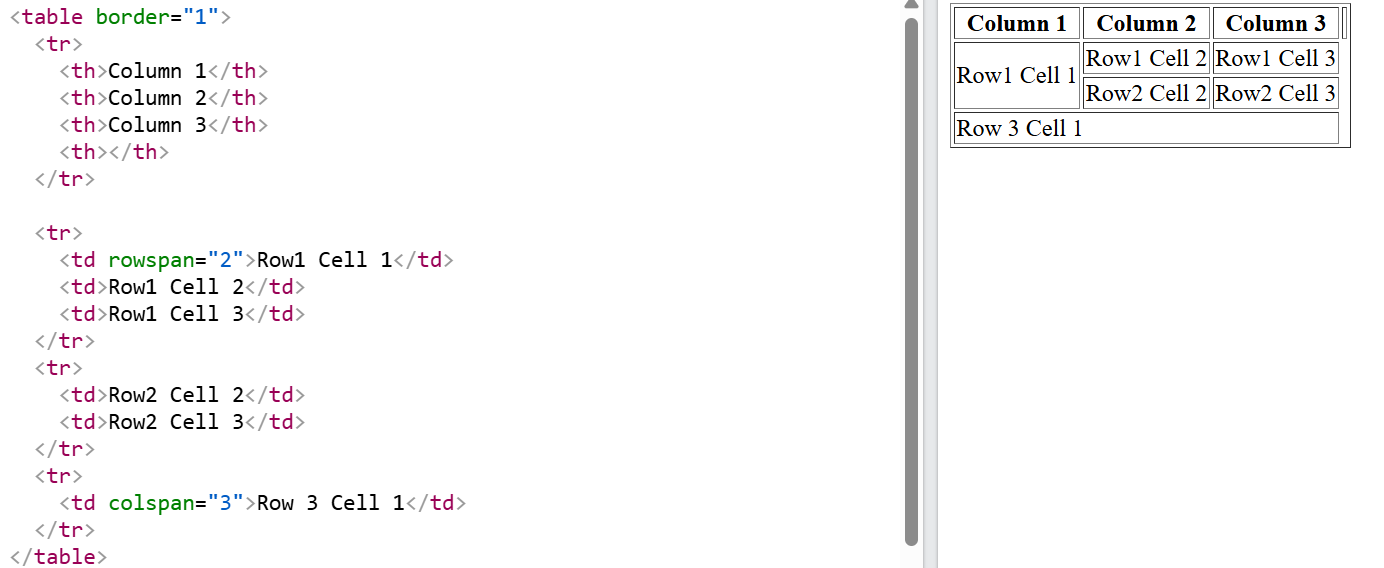 <table border="1">
  <tr>
    <th>Column 1</th>
    <th>Column 2</th>
    <th>Column 3</th>
    <th></th>
  </tr>

  <tr>
    <td rowspan="2">Row1 Cell 1</td>
    <td>Row1 Cell 2</td>
    <td>Row1 Cell 3</td>
  </tr>
  <tr>
    <td>Row2 Cell 2</td>
    <td>Row2 Cell 3</td>
  </tr>
  <tr>
    <td colspan="3">Row 3 Cell 1</td>
  </tr>
</table>
Column 1 Column 2 Column 3
Row1 Cell 1 Row1 Cell 2 Row1 Cell 3
Row2 Cell 2 Row2 Cell 3
Row 3 Cell 1